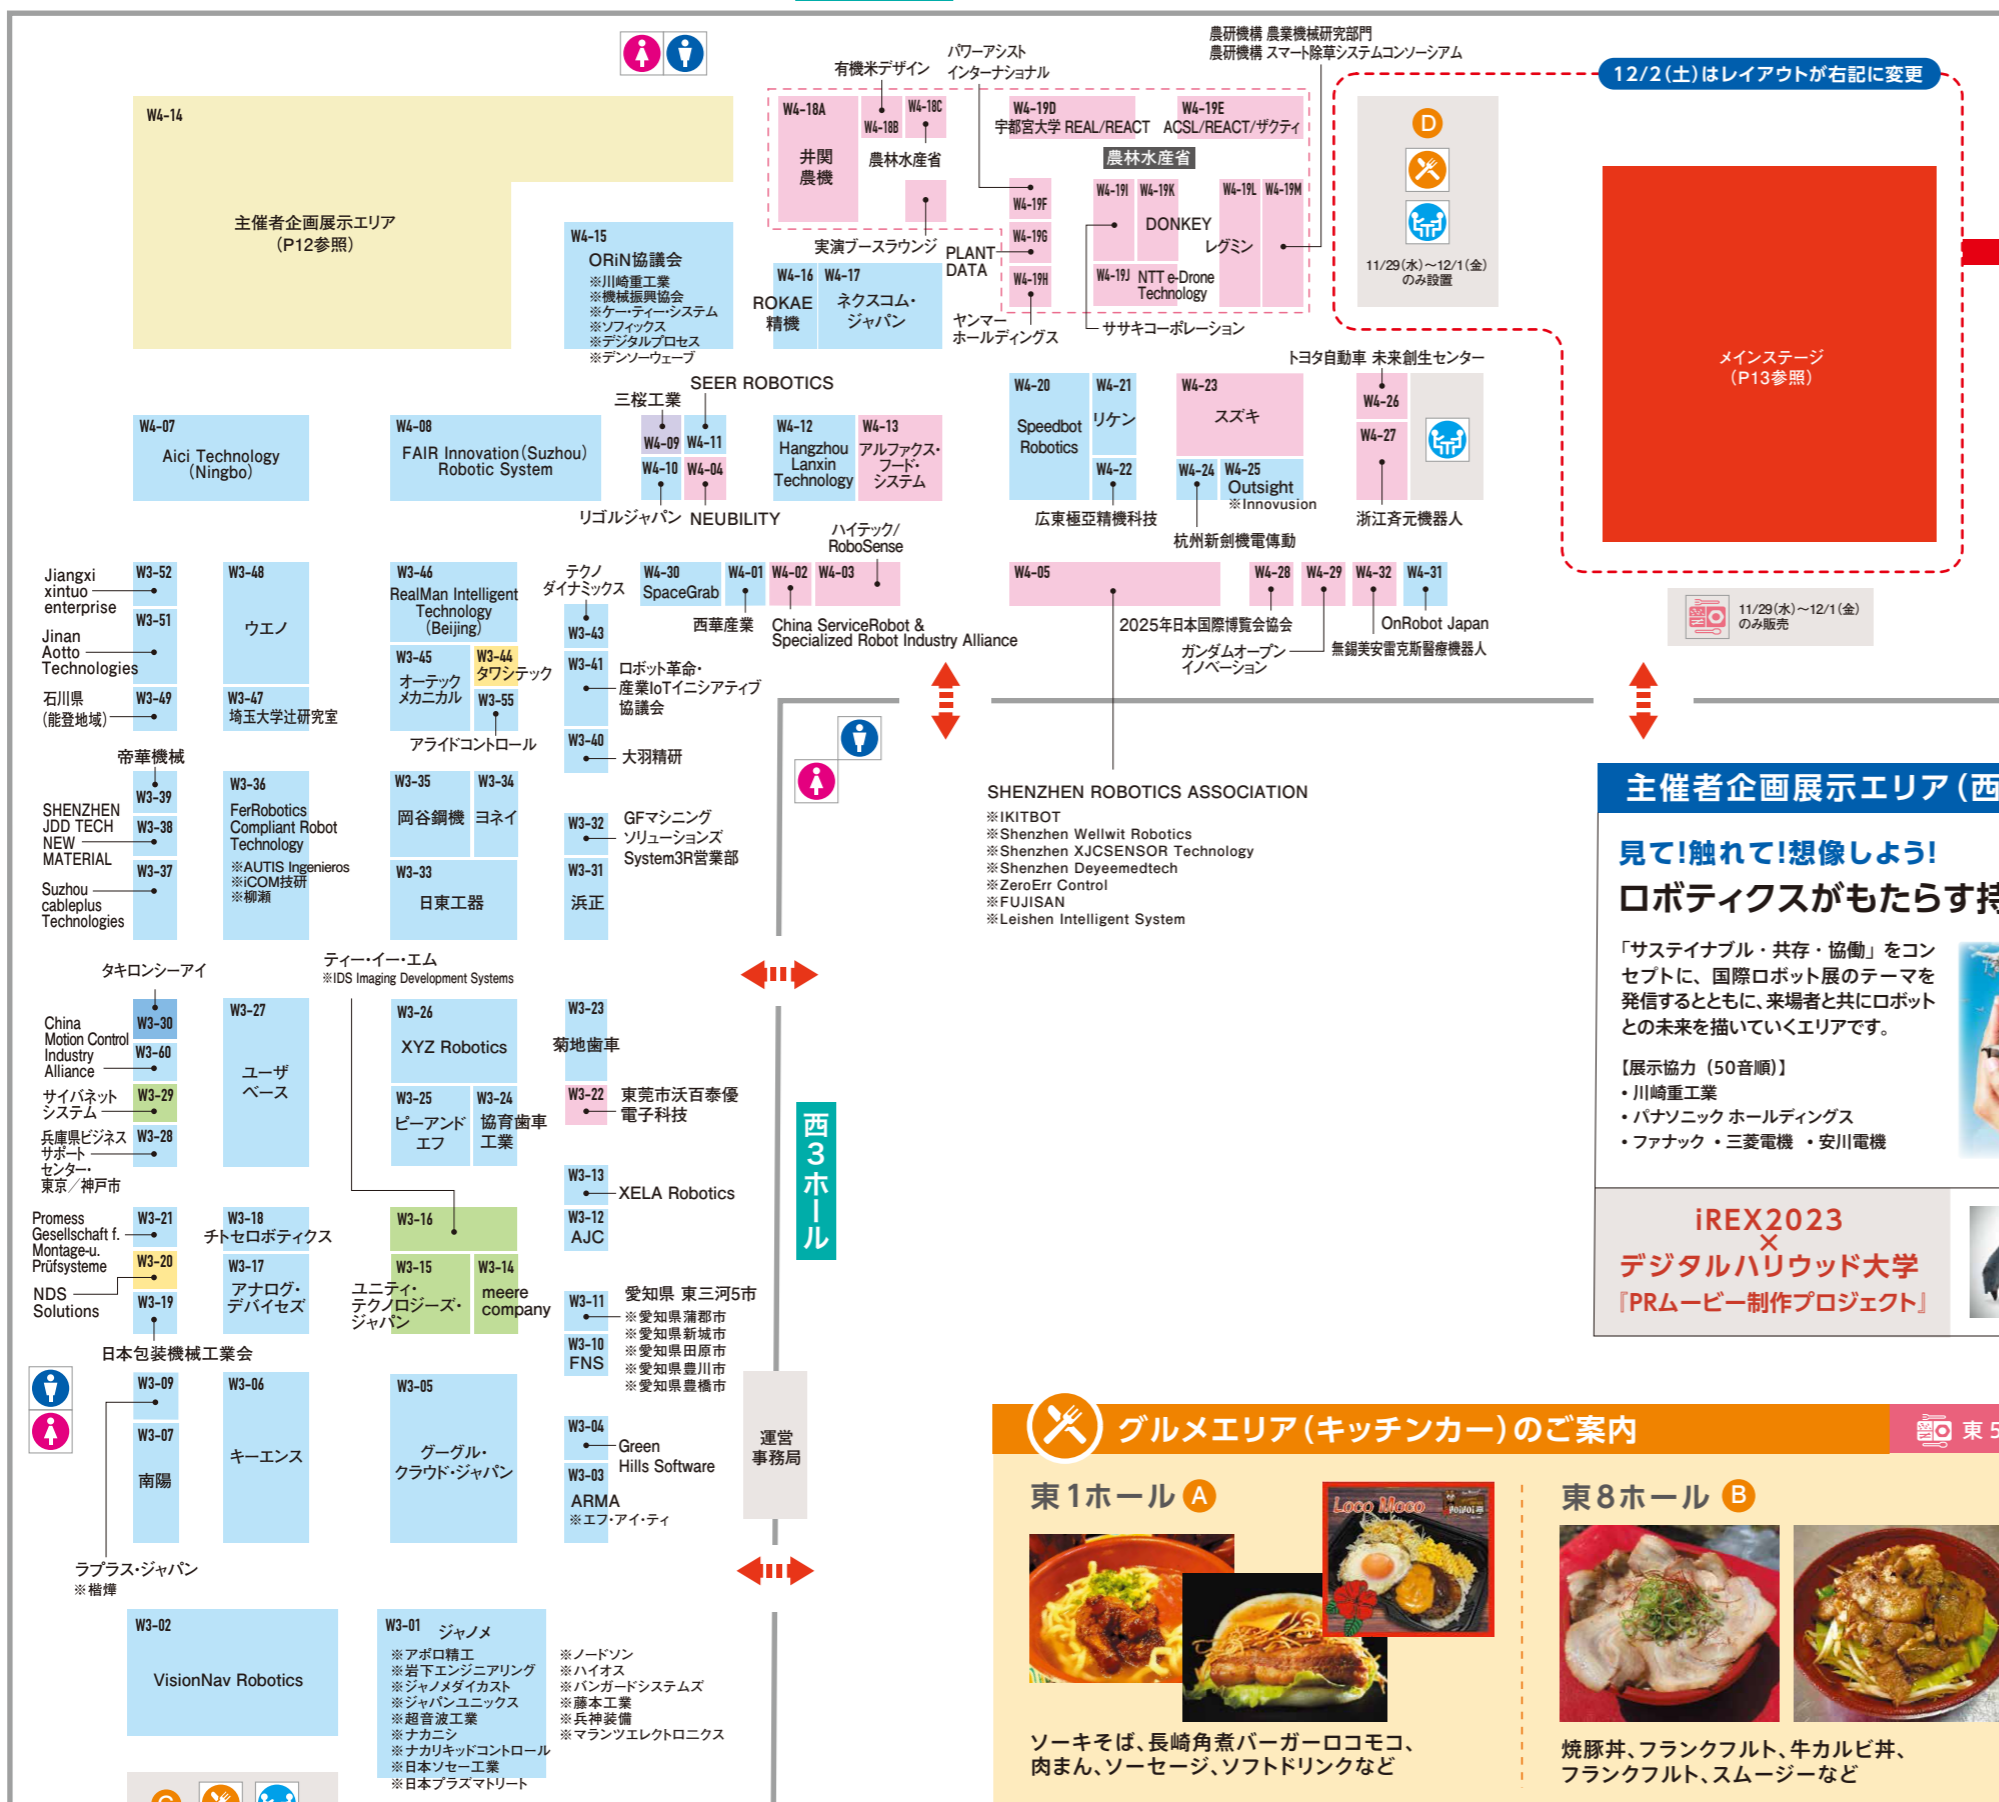 12/2(土)はレイアウトが右記に変更
W4-14
主催者企画展示エリア
(P12参照)
有機米デザイン
パワーアシスト
インターナショナル
農研機構 農業機械研究部門
農研機構 スマート除草システムコンソーシアム
W4-18A
井関
農機
W4-18B
W4-18C
農林水産省
実演ブースラウンジ
W4-19D
宇都宮大学 REAL/REACT
W4-19E
ACSL/REACT/ザクティ
農林水産省
W4-19F
W4-19G
PLANT
DATA
W4-19H
ヤンマー
ホールディングス
W4-19I
W4-19K
DONKEY
W4-19J
NTT e-Drone
Technology
ササキコーポレーション
W4-19L
レグミン
W4-19M
D
11/29(水)〜12/1(金)
のみ設置
メインステージ
(P13参照)
W4-15
ORiN協議会
※川崎重工業
※機械振興協会
※ケー・ティー・システム
※ソフィックス
※デジタルプロセス
※デンソーウェーブ
W4-16
ROKAE
精機
W4-17
ネクスコム・
ジャパン
W4-07
Aici Technology
(Ningbo)
W4-08
FAIR Innovation(Suzhou)
Robotic System
三桜工業
SEER ROBOTICS
W4-09
W4-11
W4-10
W4-04
リゴルジャパン
NEUBILITY
W4-12
Hangzhou
Lanxin
Technology
W4-13
アルファクス・
フード・
システム
W4-20
Speedbot
Robotics
W4-21
リケン
W4-22
広東極亞精機科技
W4-23
スズキ
W4-24
杭州新劍機電傳動
W4-25
Outsight
※Innovusion
トヨタ自動車 未来創生センター
W4-26
W4-27
浙江斉元機器人
Jiangxi
xintuo
enterprise
W3-52
Jinan
Aotto
Technologies
W3-51
石川県
(能登地域)
W3-49
W3-48
ウエノ
W3-47
埼玉大学辻研究室
W3-46
RealMan Intelligent
Technology
(Beijing)
W3-45
オーテック
メカニカル
W3-44
タワシテック
W3-55
アライドコントロール
テクノ
ダイナミックス
W3-43
W3-41
ロボット革命・
産業IoTイニシアティブ
協議会
W3-40
大羽精研
W4-30
SpaceGrab
W4-01
西華産業
W4-02
China ServiceRobot &
Specialized Robot Industry Alliance
W4-03
ハイテック/
RoboSense
W4-05
W4-28
2025年日本国際博覧会協会
W4-29
ガンダムオープン
イノベーション
W4-32
無錫美安雷克斯醫療機器人
W4-31
OnRobot Japan
11/29(水)〜12/1(金)
のみ販売
SHENZHEN ROBOTICS ASSOCIATION
※IKITBOT
※Shenzhen Wellwit Robotics
※Shenzhen XJCSENSOR Technology
※Shenzhen Deyeemedtech
※ZeroErr Control
※FUJISAN
※Leishen Intelligent System
帝華機械
W3-39
SHENZHEN
JDD TECH
NEW
MATERIAL
W3-38
W3-37
Suzhou
cableplus
Technologies
W3-36
FerRobotics
Compliant Robot
Technology
※AUTIS Ingenieros
※iCOM技研
※柳瀬
W3-35
岡谷鋼機
W3-34
ヨネイ
W3-33
日東工器
W3-32
GFマシニング
ソリューションズ
System3R営業部
W3-31
浜正
タキロンシーアイ
W3-30
China
Motion Control
Industry
Alliance
W3-60
サイバネット
システム
W3-29
兵庫県ビジネス
サポート
センター・
東京／神戸市
W3-28
W3-27
ユーザ
ベース
ティー・イー・エム
※IDS Imaging Development Systems
W3-26
XYZ Robotics
W3-25
ピーアンド
エフ
W3-24
協育歯車
工業
W3-23
菊地歯車
W3-22
東莞市沃百泰優
電子科技
西3ホール
Promess
Gesellschaft f.
Montage-u.
Prüfsysteme
W3-21
W3-20
NDS
Solutions
W3-19
日本包装機械工業会
W3-18
チトセロボティクス
W3-17
アナログ・
デバイセズ
W3-16
W3-15
ユニティ・
テクノロジーズ・
ジャパン
W3-14
meere
company
W3-13
XELA Robotics
W3-12
AJC
W3-11
愛知県 東三河5市
※愛知県蒲郡市
※愛知県新城市
※愛知県田原市
※愛知県豊川市
※愛知県豊橋市
W3-10
FNS
W3-09
W3-07
南陽
ラプラス・ジャパン
※楷燁
W3-06
キーエンス
W3-05
グーグル・
クラウド・ジャパン
W3-04
Green
Hills Software
W3-03
ARMA
※エフ・アイ・ティ
運営
事務局
W3-02
VisionNav Robotics
W3-01
ジャノメ
※アポロ精工
※岩下エンジニアリング
※ジャノメダイカスト
※ジャパンユニックス
※超音波工業
※ナカニシ
※ナカリキッドコントロール
※日本ソセー工業
※日本プラズマトリート
※ノードソン
※ハイオス
※バンガードシステムズ
※藤本工業
※兵神装備
※マランツエレクトロニクス
主催者企画展示エリア(西
見て!触れて!想像しよう!
ロボティクスがもたらす持
「サステイナブル・共存・協働」をコン
セプトに、国際ロボット展のテーマを
発信するとともに、来場者と共にロボット
との未来を描いていくエリアです。
【展示協力（50音順）】
・川崎重工業
・パナソニック ホールディングス
・ファナック ・三菱電機 ・安川電機
iREX2023
×
デジタルハリウッド大学
『PRムービー制作プロジェクト』
グルメエリア(キッチンカー)のご案内
東 5
東1ホール A
Loco Moco
ソーキそば、長崎角煮バーガーロコモコ、
肉まん、ソーセージ、ソフトドリンクなど
東8ホール B
焼豚丼、フランクフルト、牛カルビ丼、
フランクフルト、スムージーなど